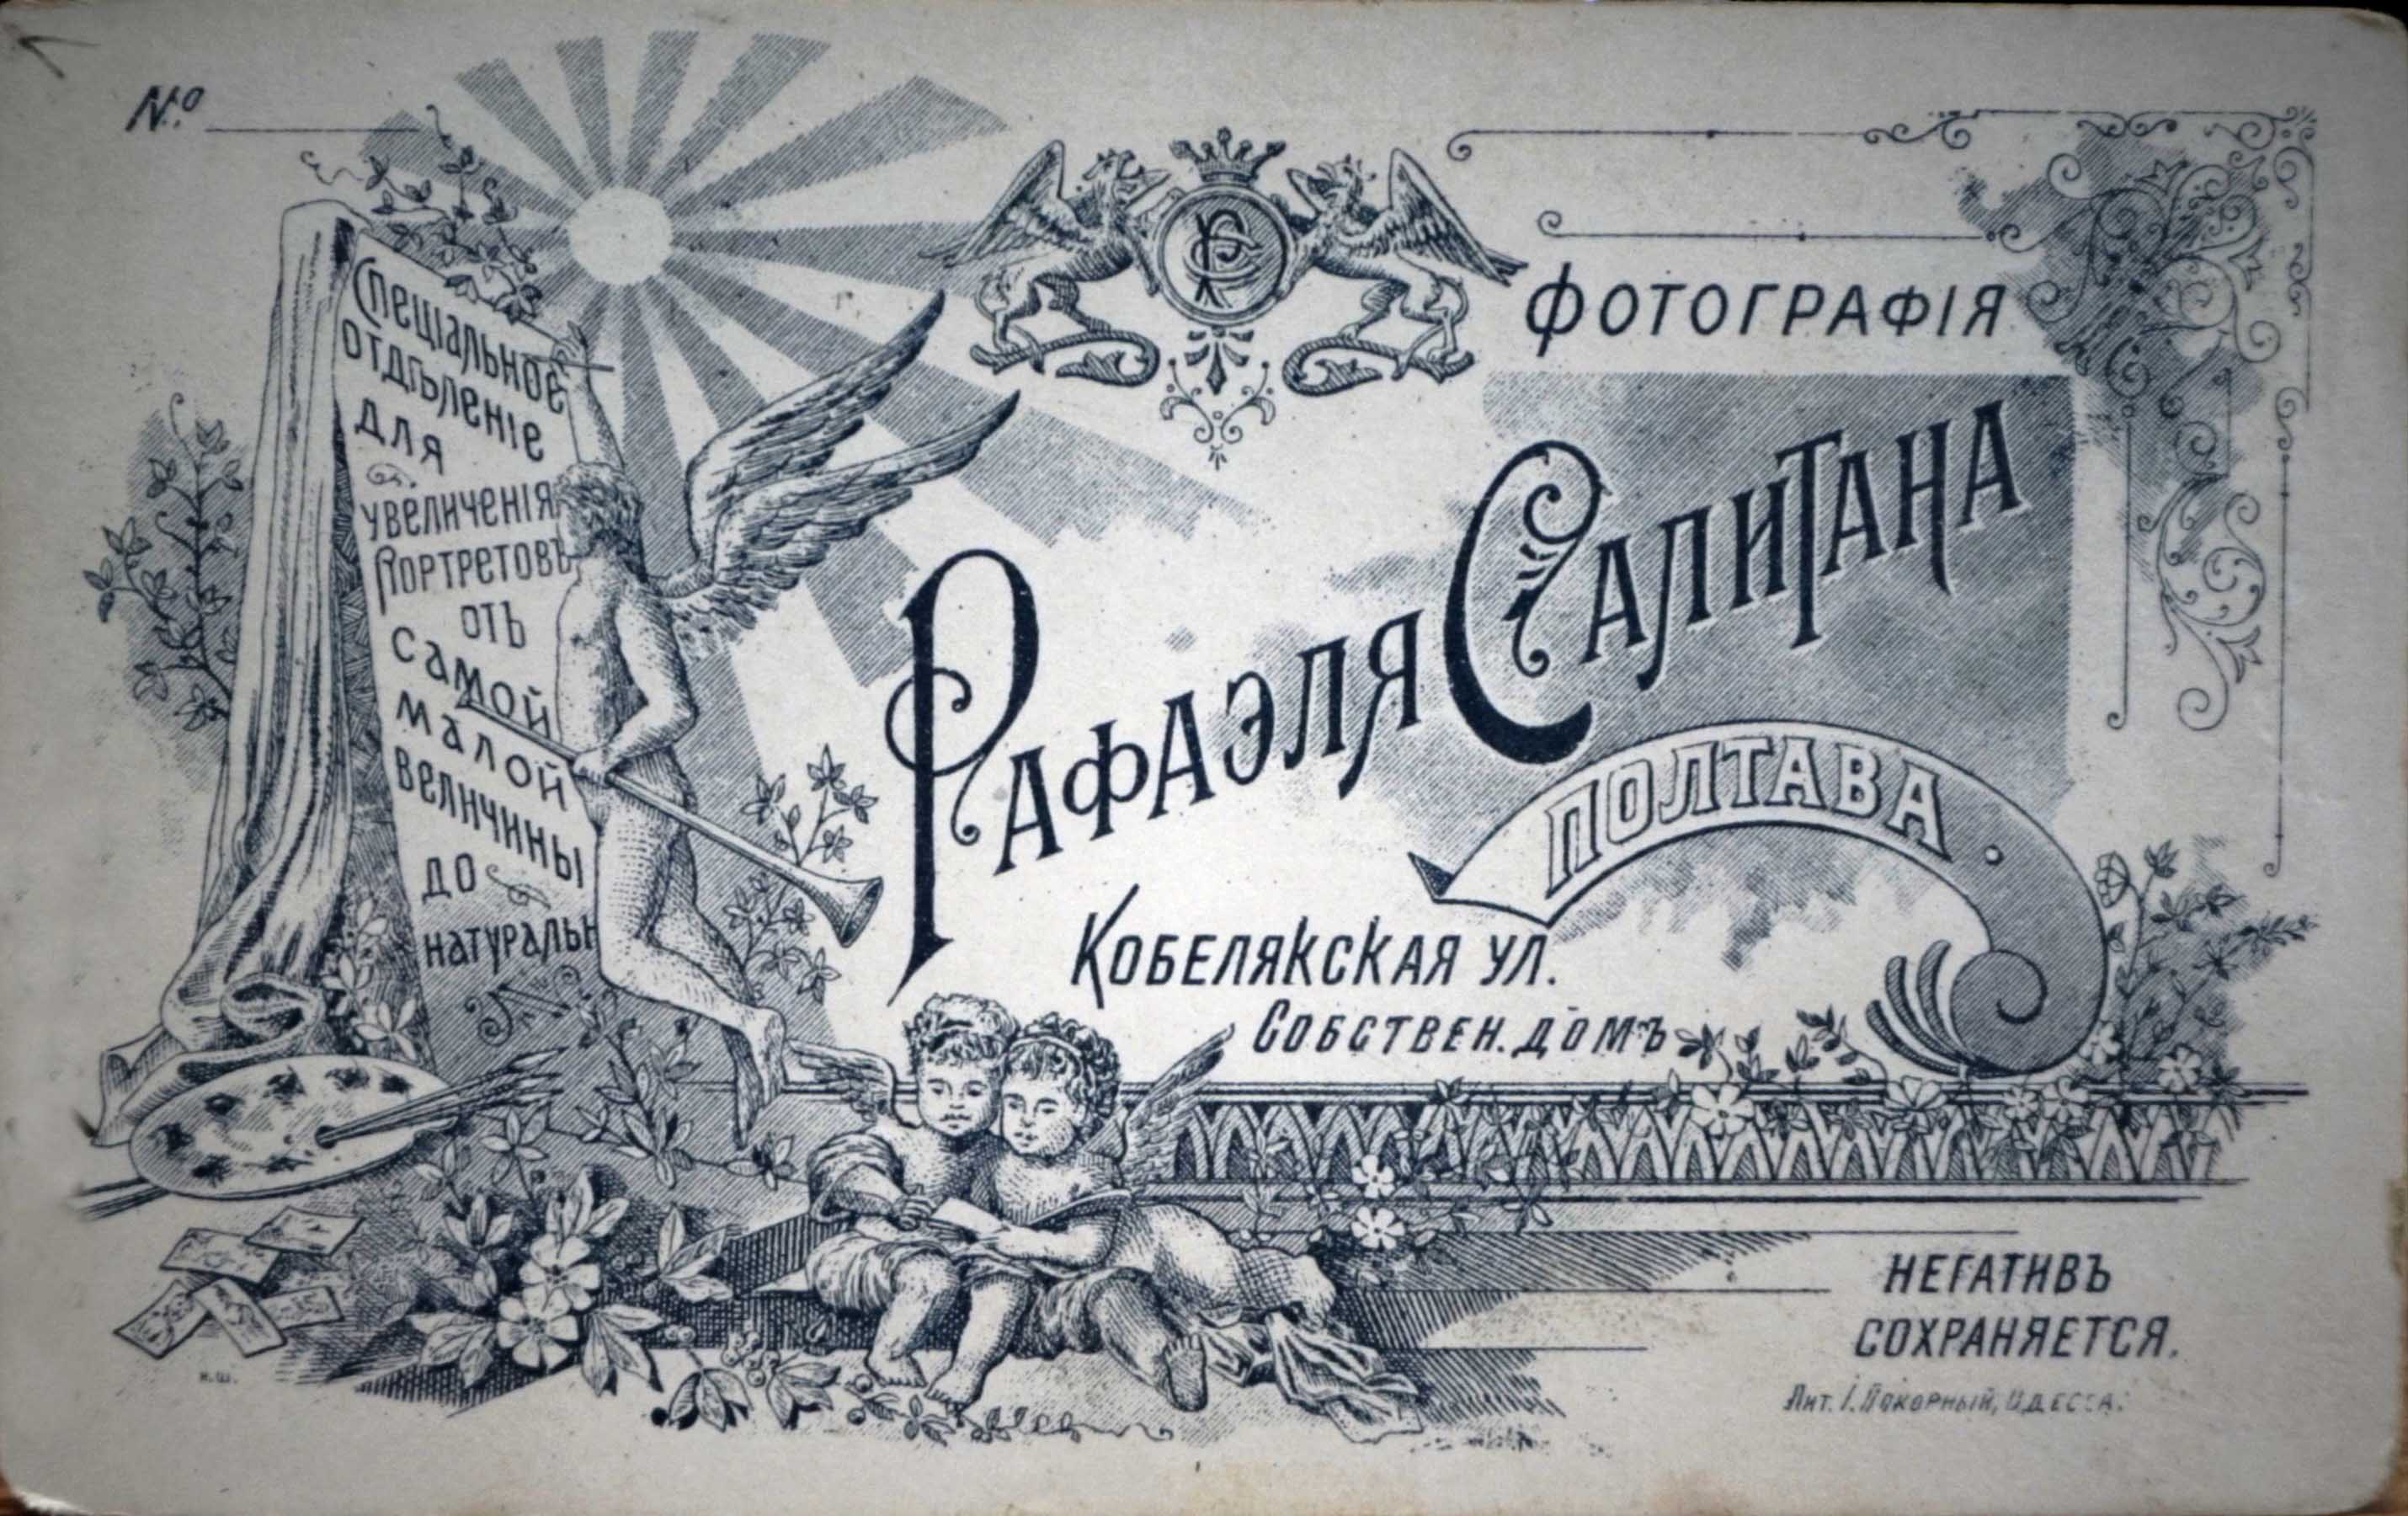 №
Спеціальное
отдѣленіе
для
увеличенія
Портретовъ
отъ
самой
малой
величины
до
натуральн
ФОТОГРАФІЯ
Рафаэля Салитана
ПОЛТАВА.
Кобелякская ул.
Собствен. домъ
НЕГАТИВЪ
СОХРАНЯЕТСЯ.
Лит. І. Покорный, Одесса.
н.ш.